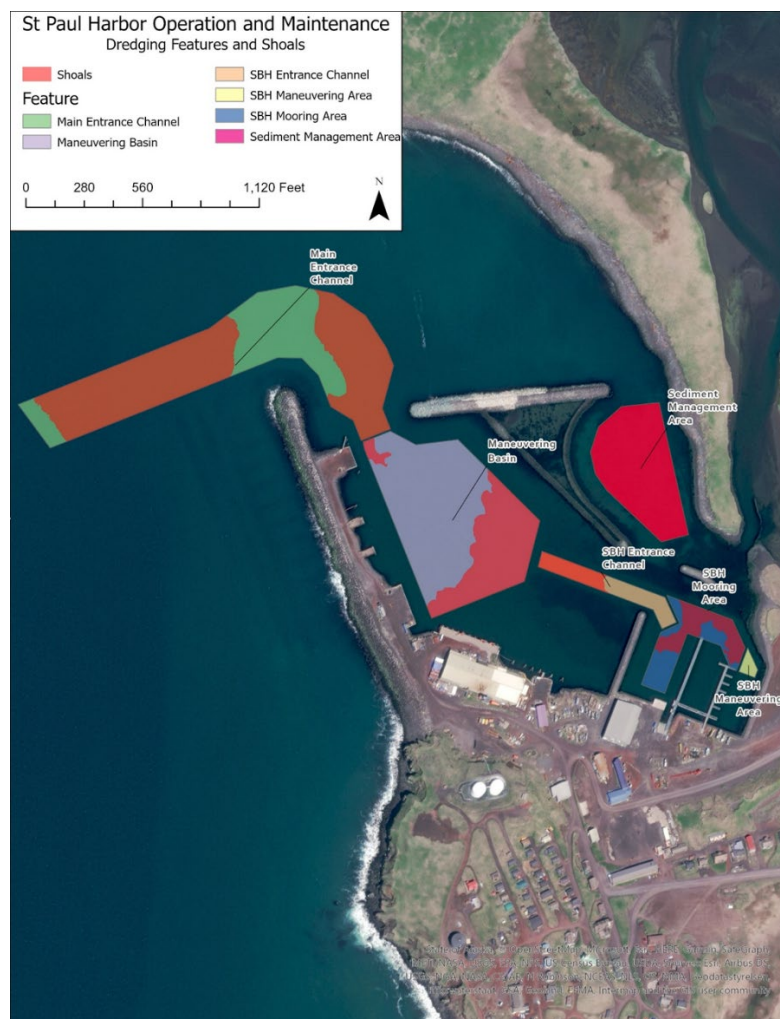 St Paul Harbor Operation and Maintenance
Dredging Features and Shoals
Shoals
Feature
Main Entrance Channel
Maneuvering Basin
SBH Entrance Channel
SBH Maneuvering Area
SBH Mooring Area
Sediment Management Area
0 280 560 1,120 Feet
N
Main
Entrance
Channel
Sediment
Management
Area
Maneuvering
Basin
SBH Entrance
Channel
SBH
Mooring
Area
SBH
Maneuvering
Area